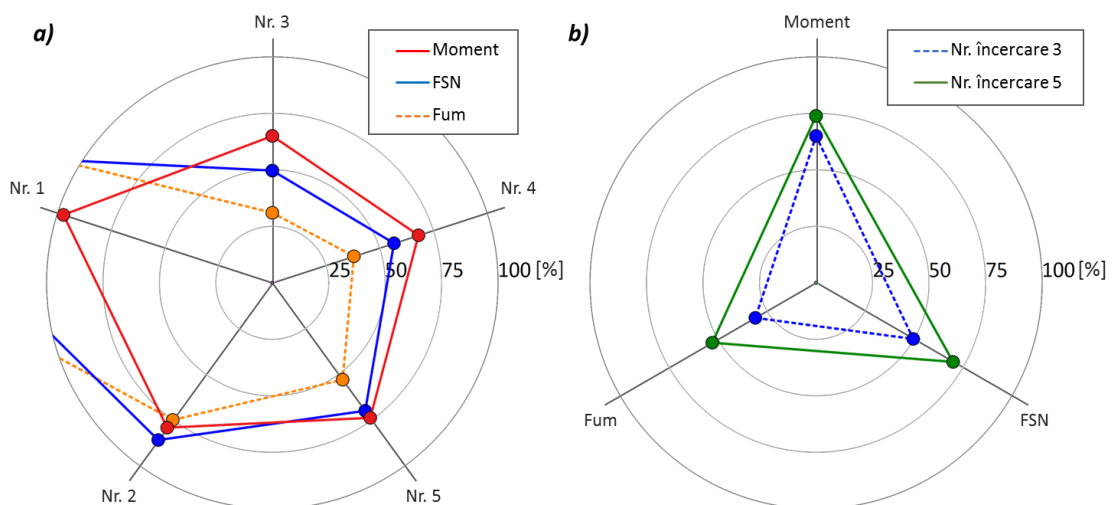 a)
Nr. 3
Moment
FSN
Fum
Nr. 1
Nr. 4
25 50 75 100 [%]
Nr. 2
Nr. 5
b)
Moment
Nr. încercare 3
Nr. încercare 5
25 50 75 100 [%]
Fum
FSN